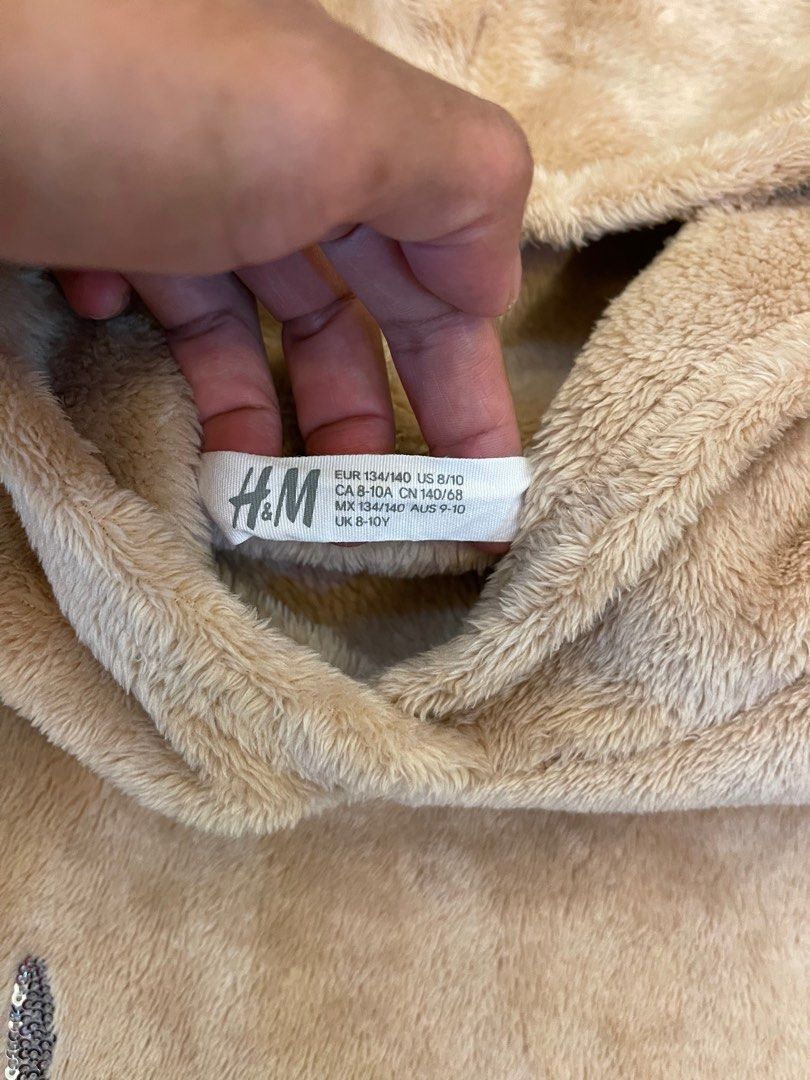 H&M
EUR 134/140 US 8/10
CA 8-10A CN 140/68
MX 134/140 AUS 9-10
UK 8-10Y